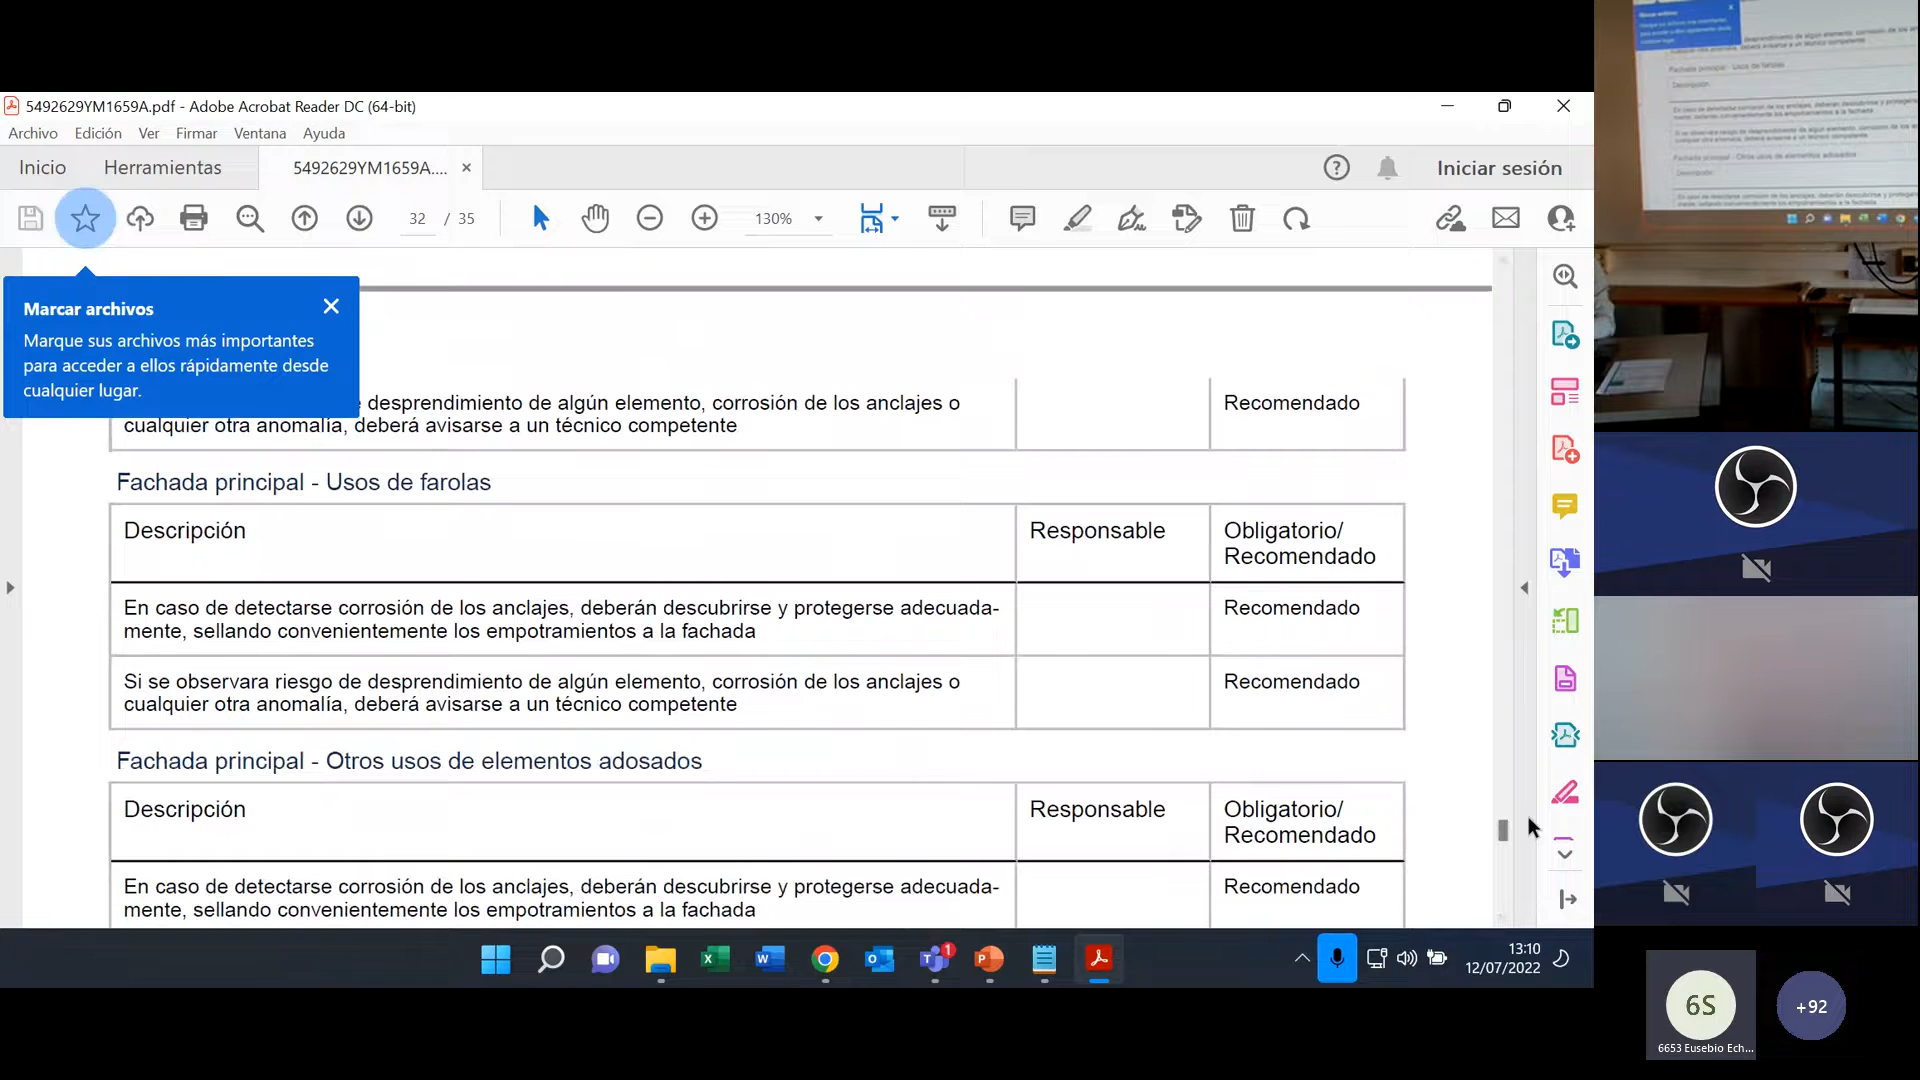 5492629YM1659A.pdf - Adobe Acrobat Reader DC (64-bit)
Archivo Edición Ver Firmar Ventana Ayuda
Inicio Herramientas 5492629YM1659A.... Iniciar sesión
32 / 35 130%
Marcar archivos
Marque sus archivos más importantes
para acceder a ellos rápidamente desde
cualquier lugar.
desprendimiento de algún elemento, corrosión de los anclajes o Recomendado
cualquier otra anomalía, deberá avisarse a un técnico competente
Fachada principal - Usos de farolas
Descripción Responsable Obligatorio/
Recomendado
En caso de detectarse corrosión de los anclajes, deberán descubrirse y protegerse adecuada- Recomendado
mente, sellando convenientemente los empotramientos a la fachada
Si se observara riesgo de desprendimiento de algún elemento, corrosión de los anclajes o Recomendado
cualquier otra anomalía, deberá avisarse a un técnico competente
Fachada principal - Otros usos de elementos adosados
Descripción Responsable Obligatorio/
Recomendado
En caso de detectarse corrosión de los anclajes, deberán descubrirse y protegerse adecuada- Recomendado
mente, sellando convenientemente los empotramientos a la fachada
13:10
12/07/2022
6S
6653 Eusebio Ech...
+92